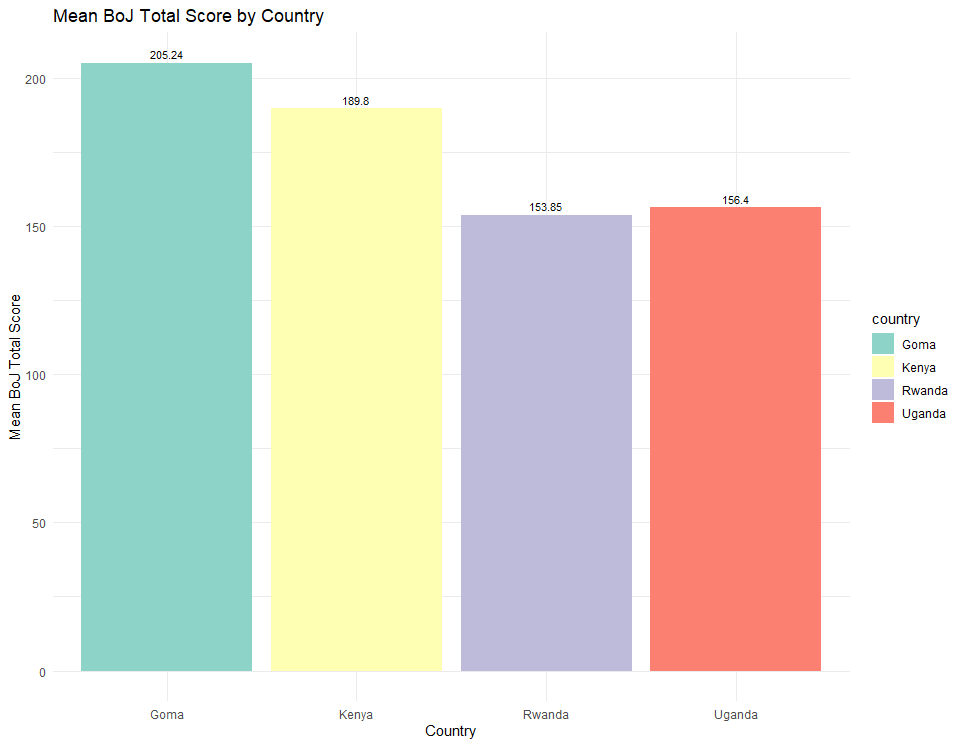 Mean BoJ Total Score by Country
Mean BoJ Total Score
200
150
100
50
0
205.24
189.8
153.85
156.4
Goma
Kenya
Rwanda
Uganda
Country
country
Goma
Kenya
Rwanda
Uganda